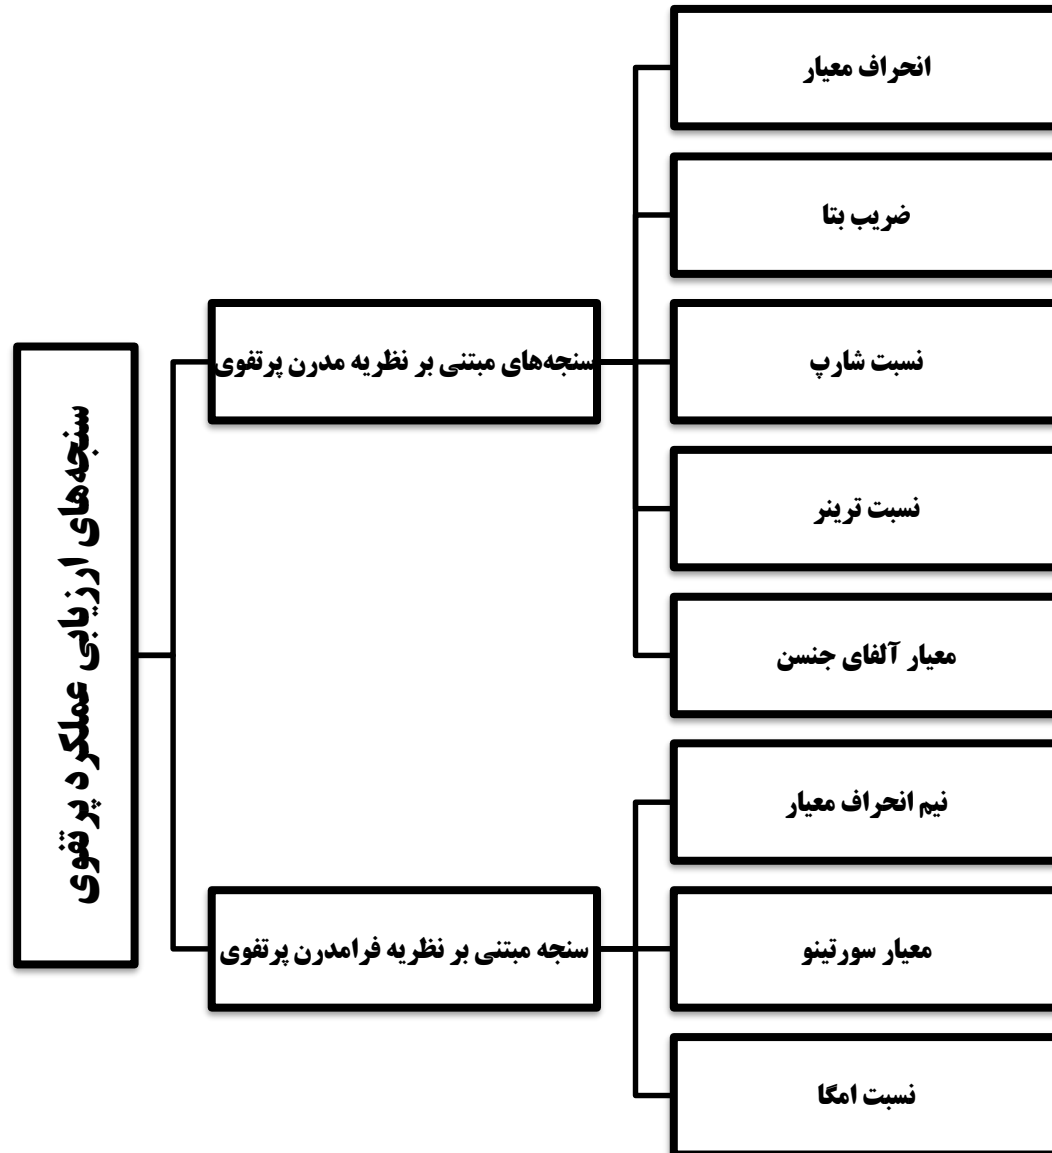 سنجه‌های ارزیابی عملکرد پرتفوی
سنجه‌های مبتنی بر نظریه مدرن پرتفوی
انحراف معیار
ضریب بتا
نسبت شارپ
نسبت ترینر
معیار آلفای جنسن
سنجه مبتنی بر نظریه فرامدرن پرتفوی
نیم انحراف معیار
معیار سورتینو
نسبت امگا